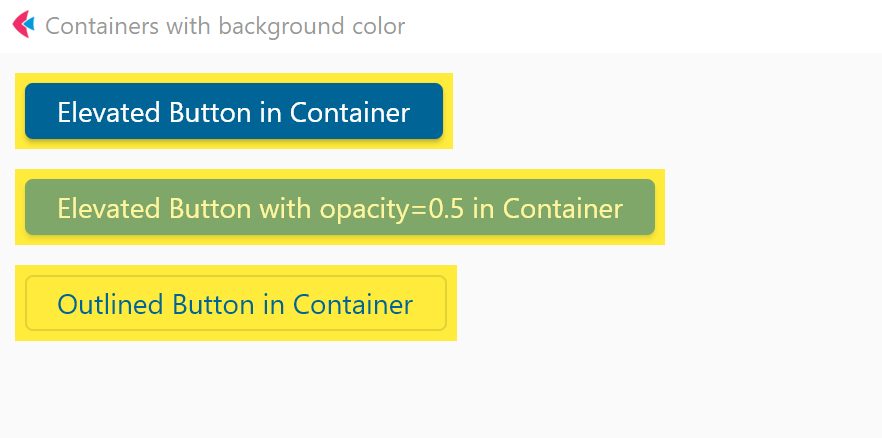 Containers with background color
Elevated Button in Container
Elevated Button with opacity=0.5 in Container
Outlined Button in Container